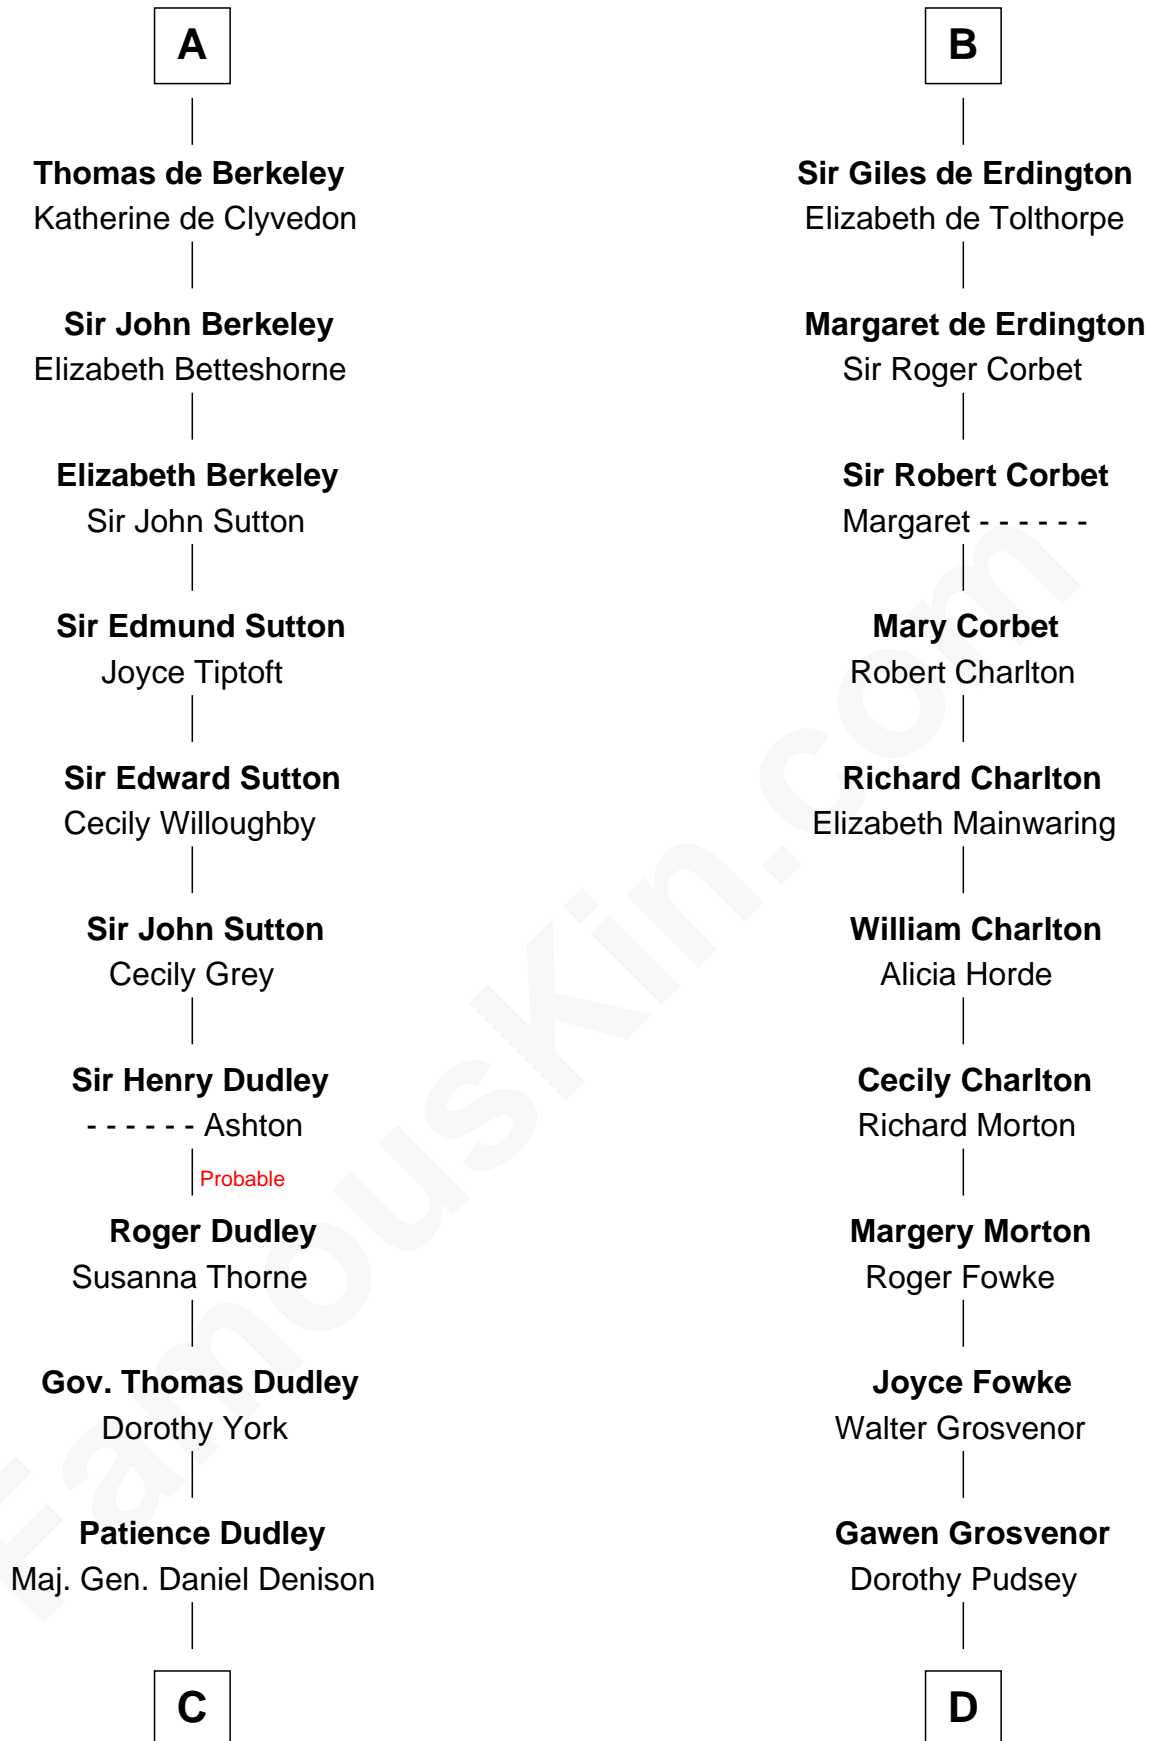 A
Thomas de Berkeley
Katherine de Clyvedon
Sir John Berkeley
Elizabeth Betteshorne
Elizabeth Berkeley
Sir John Sutton
Sir Edmund Sutton
Joyce Tiptoft
Sir Edward Sutton
Cecily Willoughby
Sir John Sutton
Cecily Grey
Sir Henry Dudley
- - - - - - Ashton
Probable
Roger Dudley
Susanna Thorne
Gov. Thomas Dudley
Dorothy York
Patience Dudley
Maj. Gen. Daniel Denison
C
B
Sir Giles de Erdington
Elizabeth de Tolthorpe
Margaret de Erdington
Sir Roger Corbet
Sir Robert Corbet
Margaret - - - - - -
Mary Corbet
Robert Charlton
Richard Charlton
Elizabeth Mainwaring
William Charlton
Alicia Horde
Cecily Charlton
Richard Morton
Margery Morton
Roger Fowke
Joyce Fowke
Walter Grosvenor
Gawen Grosvenor
Dorothy Pudsey
D
FamousKin.com